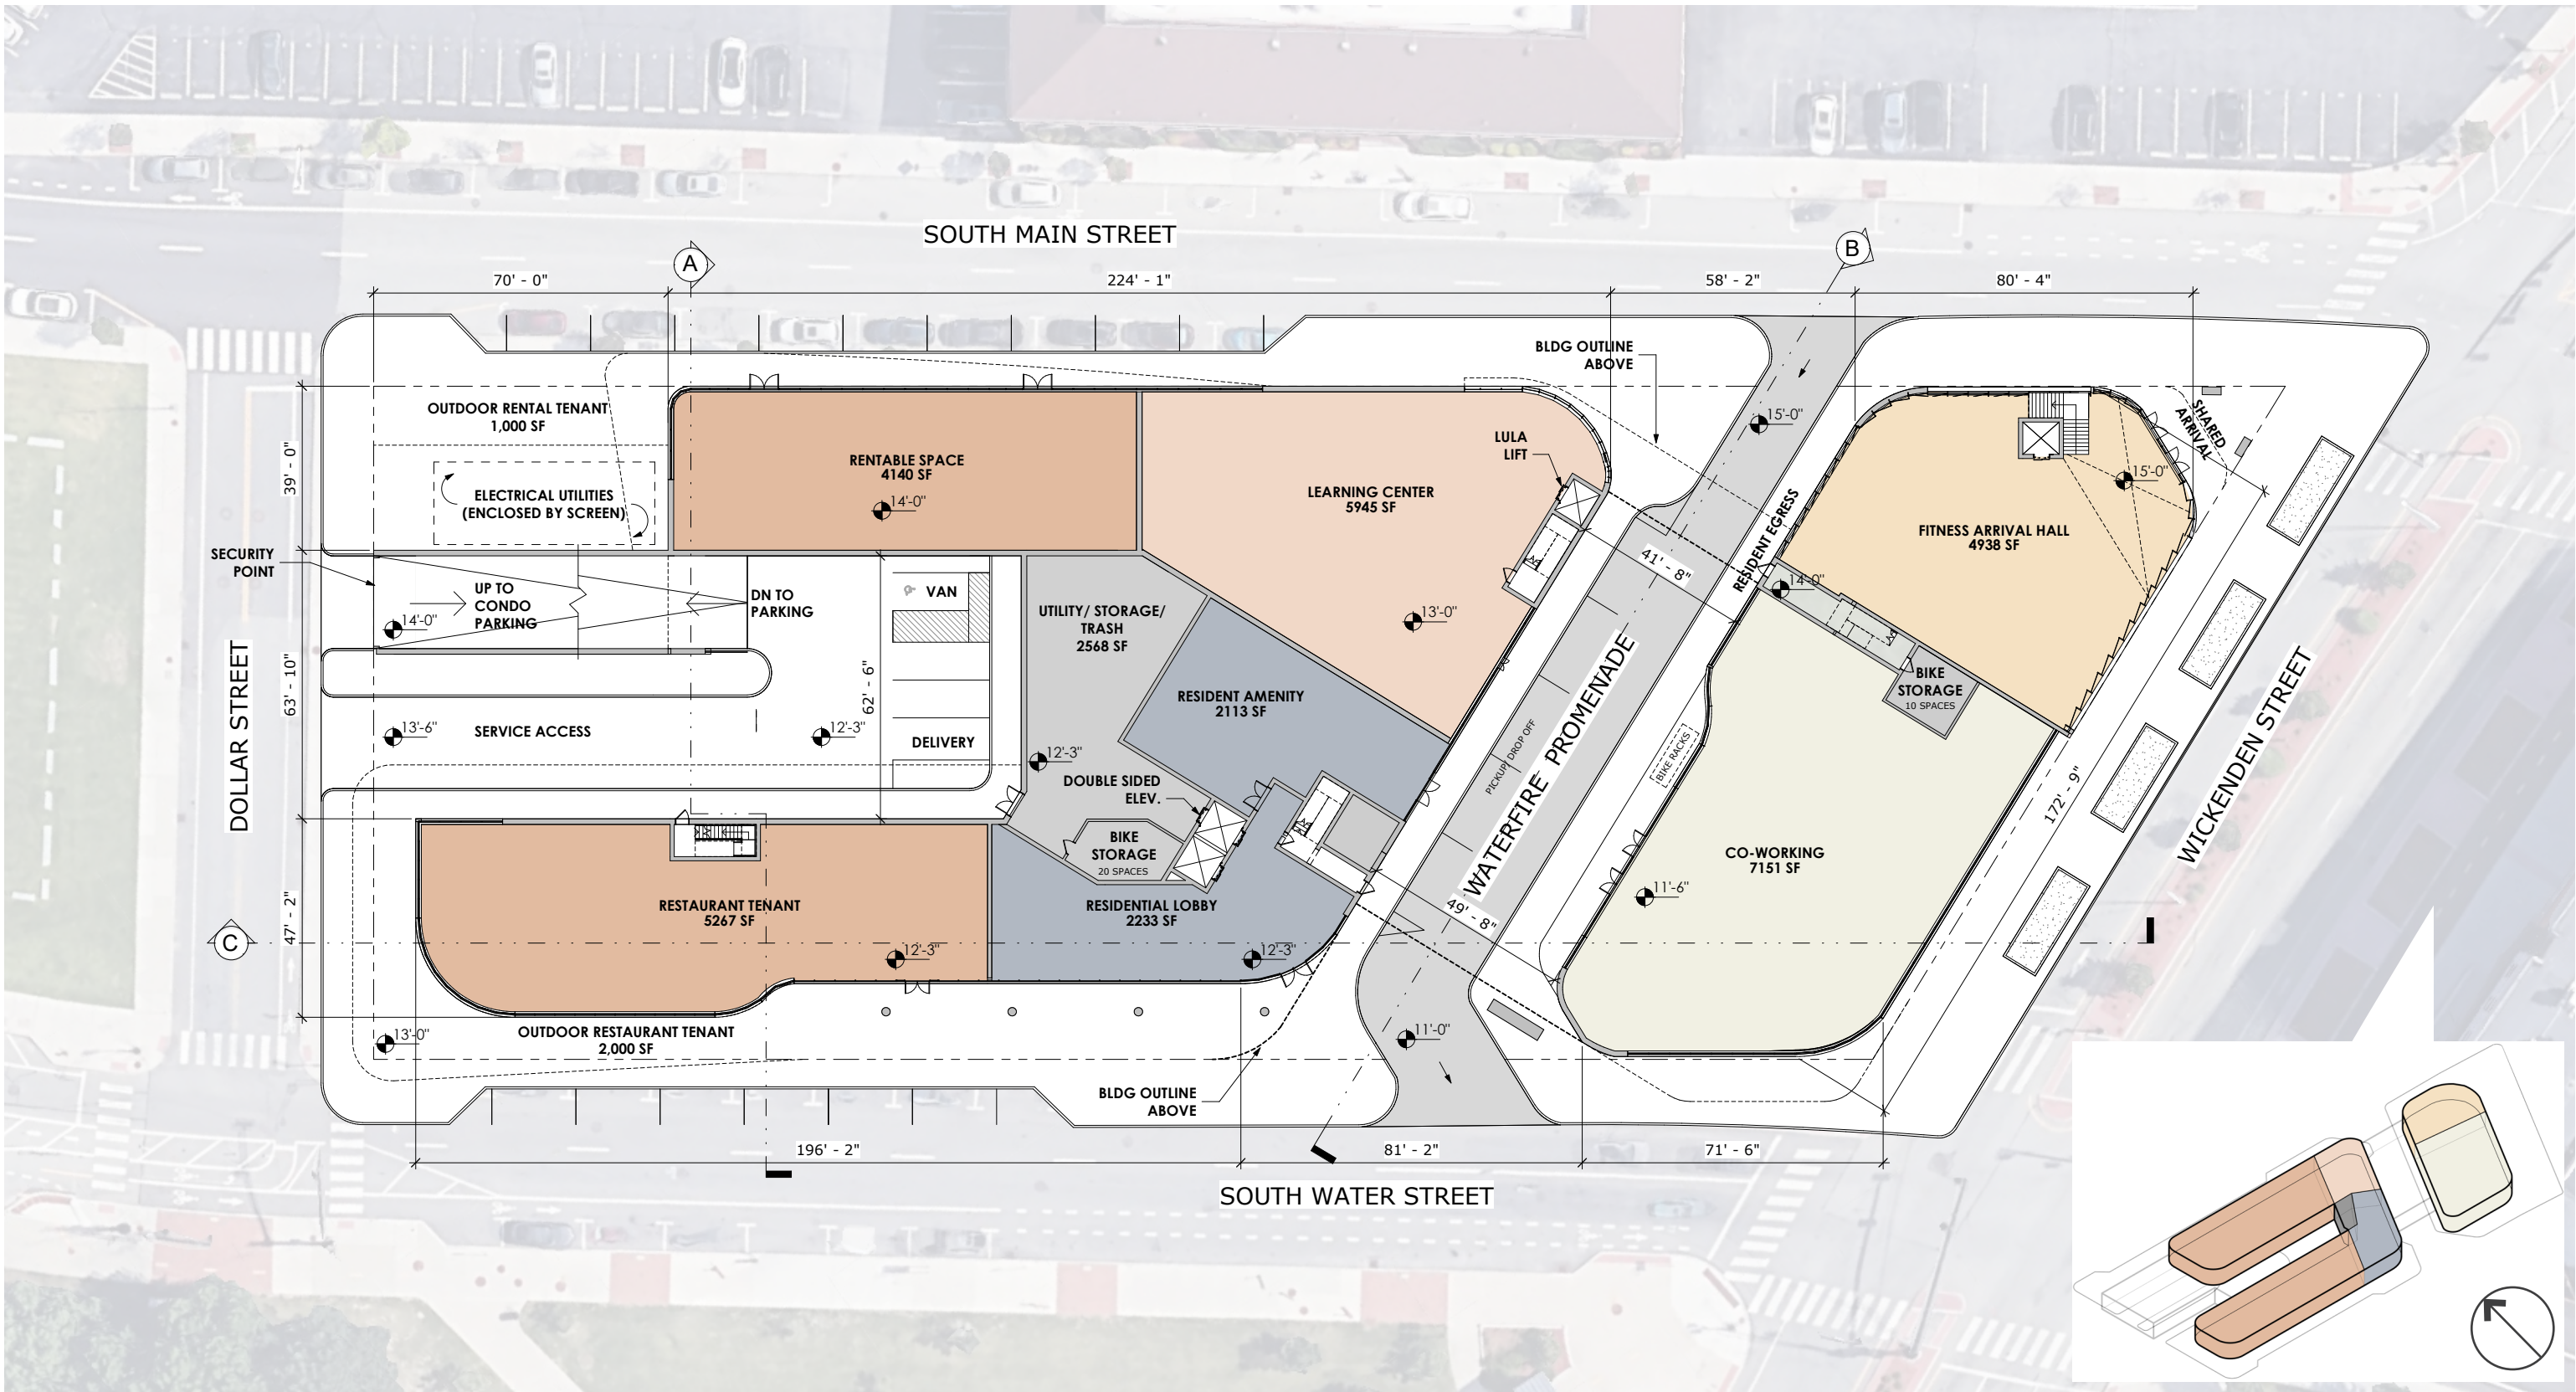 SOUTH MAIN STREET
A
B
70' - 0"
224' - 1"
58' - 2"
80' - 4"
BLDG OUTLINE
ABOVE
OUTDOOR RENTAL TENANT
1,000 SF
39' - 0"
ELECTRICAL UTILITIES
(ENCLOSED BY SCREEN)
RENTABLE SPACE
4140 SF
14'-0"
LEARNING CENTER
5945 SF
13'-0"
LULA
LIFT
15'-0"
SHARED
ARRIVAL
15'-0"
FITNESS ARRIVAL HALL
4938 SF
RESIDENT EGRESS
41' - 8"
14'-0"
SECURITY
POINT
UP TO
CONDO
PARKING
14'-0"
DN TO
PARKING
VAN
UTILITY/ STORAGE/
TRASH
2568 SF
RESIDENT AMENITY
2113 SF
BIKE
STORAGE
10 SPACES
DOLLAR STREET
63' - 10"
62' - 6"
13'-6"
SERVICE ACCESS
12'-3"
DELIVERY
12'-3"
DOUBLE SIDED
ELEV.
PICKUP/ DROP OFF
WATERFIRE PROMENADE
BIKE RACKS
172' - 9"
WICKENDEN STREET
BIKE
STORAGE
20 SPACES
CO-WORKING
7151 SF
11'-6"
C
47' - 2"
RESTAURANT TENANT
5267 SF
12'-3"
RESIDENTIAL LOBBY
2233 SF
12'-3"
49' - 8"
13'-0"
OUTDOOR RESTAURANT TENANT
2,000 SF
11'-0"
BLDG OUTLINE
ABOVE
196' - 2"
81' - 2"
71' - 6"
SOUTH WATER STREET